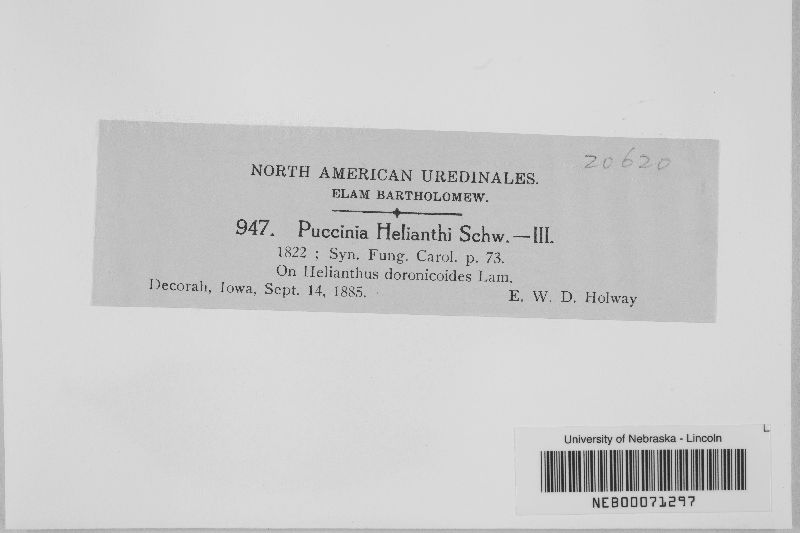 20620
NORTH AMERICAN UREDINALES.
ELAM BARTHOLOMEW.
947. Puccinia Helianthi Schw.—III.
1822 ; Syn. Fung. Carol. p. 73.
On Helianthus doronicoides Lam.
Decorah, Iowa, Sept. 14, 1885. E. W. D. Holway
L
University of Nebraska - Lincoln
NEB00071297